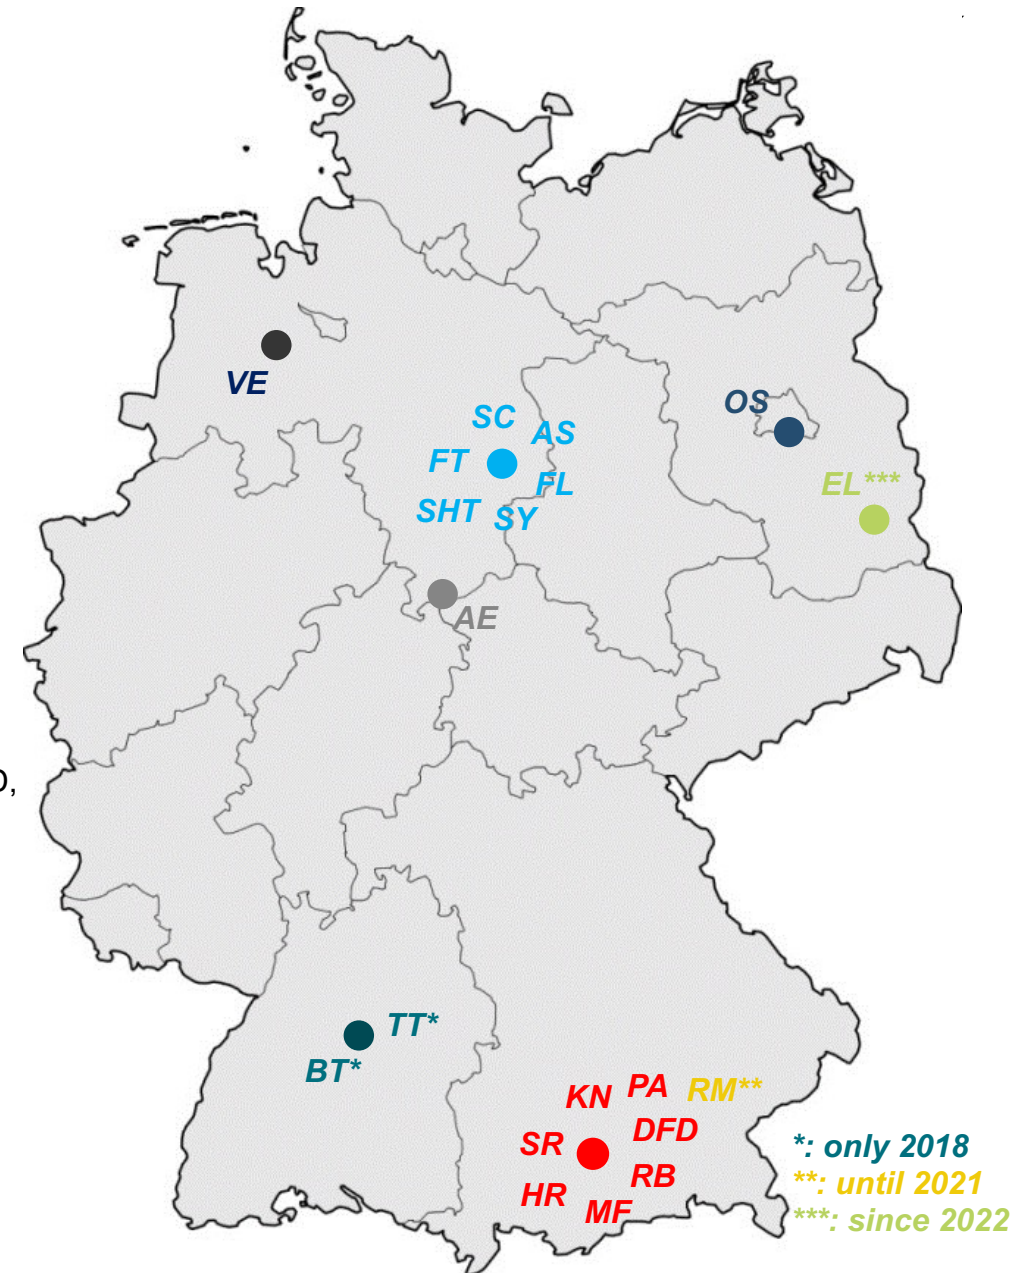 VE
SC
AS
OS
FT
FL
EL***
SHT
SY
AE
D,
TT*
BT*
KN
PA
RM**
SR
DFD
RB
HR
MF
*: only 2018
**: until 2021
***: since 2022